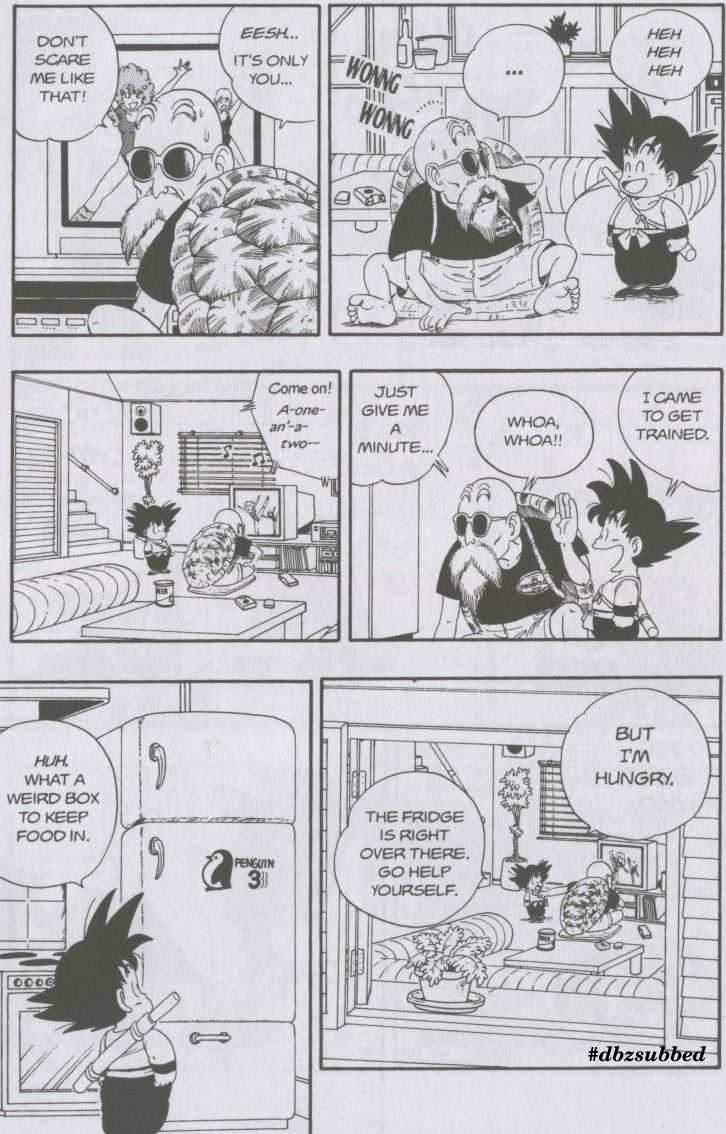 HEH
HEH
HEH
...
WONNG
WONNG
EESH...
IT'S ONLY
YOU...
DON'T
SCARE
ME LIKE
THAT!
I CAME
TO GET
TRAINED.
WHOA,
WHOA!!
JUST
GIVE ME
A
MINUTE...
Come on!
A-one-
an'-a-
two—
BUT
I'M
HUNGRY.
THE FRIDGE
IS RIGHT
OVER THERE.
GO HELP
YOURSELF.
HUH.
WHAT A
WEIRD BOX
TO KEEP
FOOD IN.
PENGUIN
3
#dbzsubbed